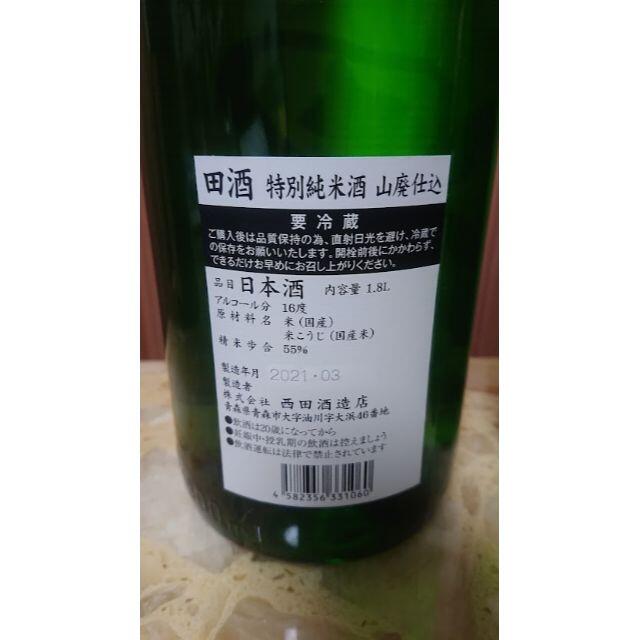 田酒 特別純米酒 山廃仕込
要冷蔵
ご購入後は品質保持の為、直射日光を避け、冷蔵で
の保存をお願いいたします。開栓前後にかかわらず、
できるだけお早めにお召し上がりください。
品目 日本酒 内容量 1.8L
アルコール分 16度
原材料名 米(国産)
米こうじ(国産米)
精米歩合 55%
製造年月 2021・03
製造者
株式会社 西田酒造店
青森県青森市大字油川字大浜46番地
●飲酒は20歳になってから
●妊娠中・授乳期の飲酒は控えましょう
●飲酒運転は法律で禁止されています
4 582356 331060